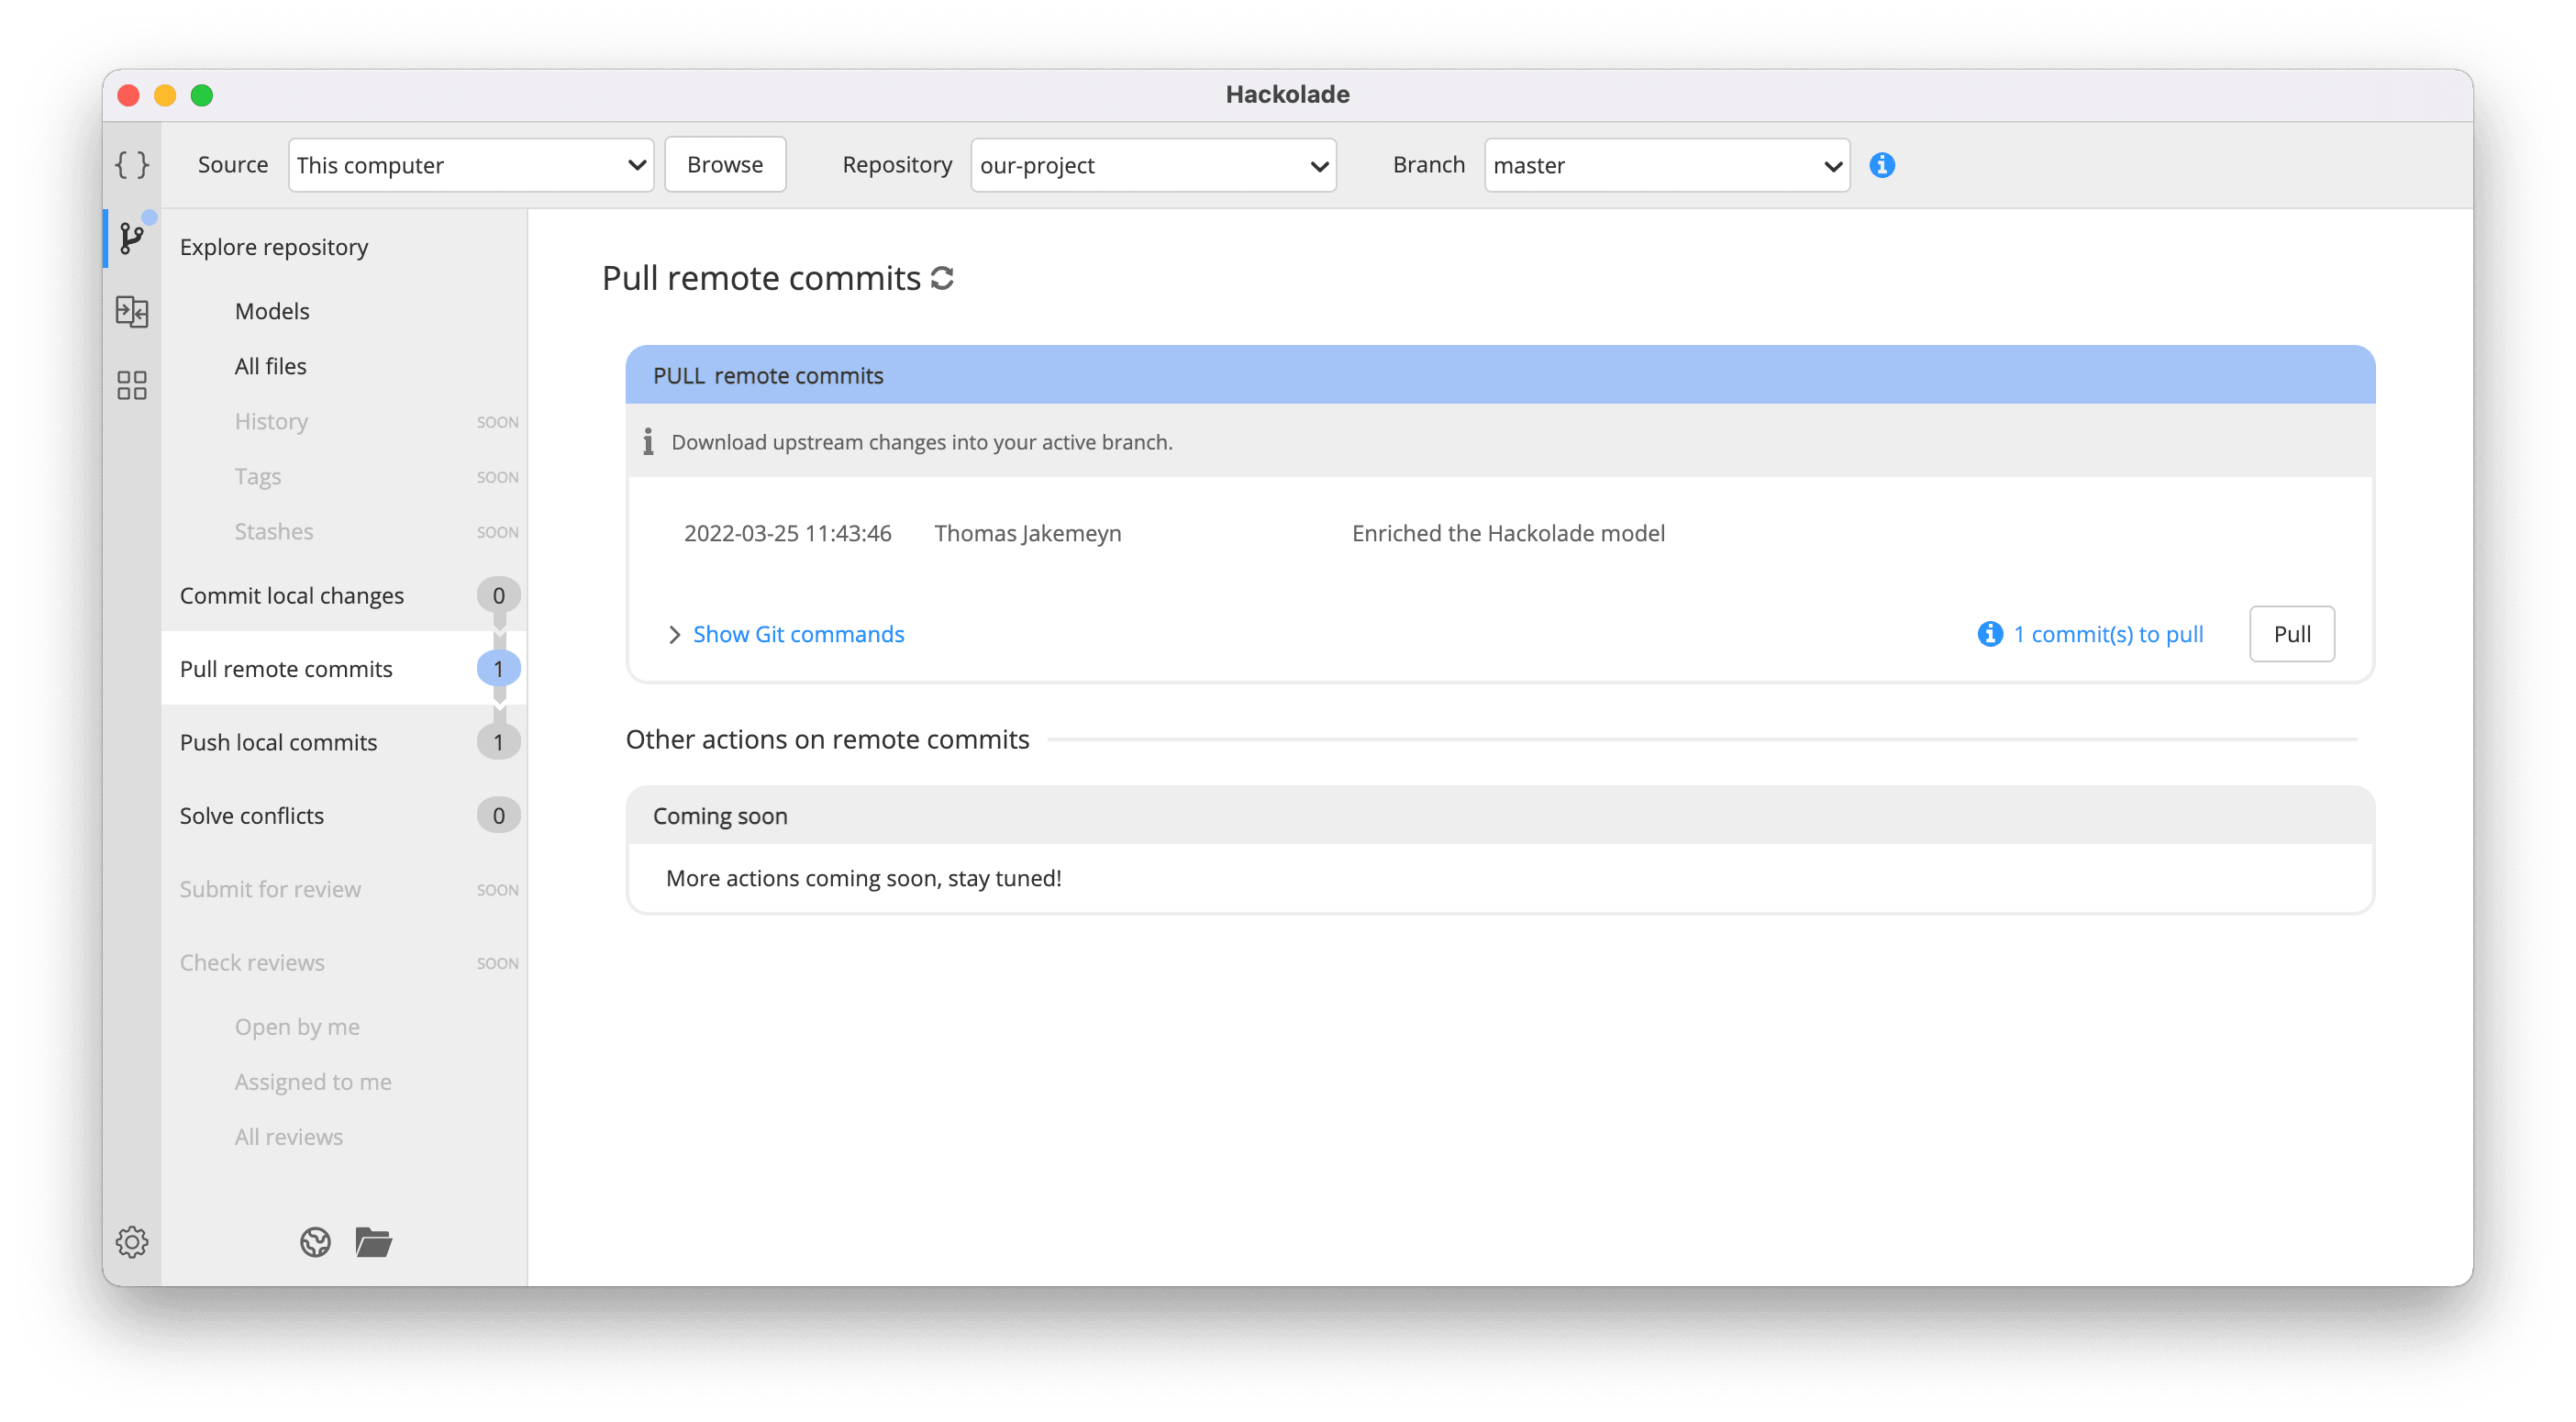 Hackolade
Source This computer Browse Repository our-project Branch master
Explore repository
Models
All files
History SOON
Tags SOON
Stashes SOON
Commit local changes 0
Pull remote commits 1
Push local commits 1
Solve conflicts 0
Submit for review SOON
Check reviews SOON
Open by me
Assigned to me
All reviews
Pull remote commits
PULL remote commits
Download upstream changes into your active branch.
2022-03-25 11:43:46 Thomas Jakemeyn Enriched the Hackolade model
Show Git commands 1 commit(s) to pull Pull
Other actions on remote commits
Coming soon
More actions coming soon, stay tuned!